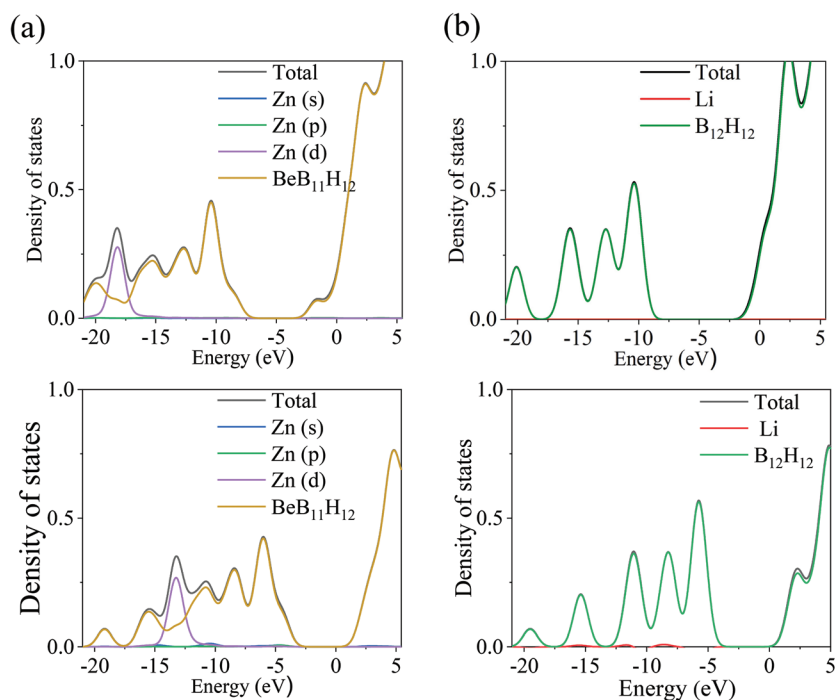 (a)
1.0
0.5
0.0
Density of states
Total
Zn (s)
Zn (p)
Zn (d)
BeB₁₁H₁₂
-20 -15 -10 -5 0 5
Energy (eV)
(b)
1.0
0.5
0.0
Density of states
Total
Li
B₁₂H₁₂
-20 -15 -10 -5 0 5
Energy (eV)
1.0
0.5
0.0
Density of states
Total
Zn (s)
Zn (p)
Zn (d)
BeB₁₁H₁₂
-20 -15 -10 -5 0 5
Energy (eV)
1.0
0.5
0.0
Density of states
Total
Li
B₁₂H₁₂
-20 -15 -10 -5 0 5
Energy (eV)